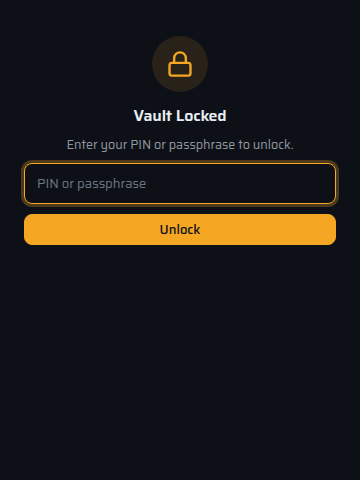 Vault Locked
Enter your PIN or passphrase to unlock.
PIN or passphrase
Unlock